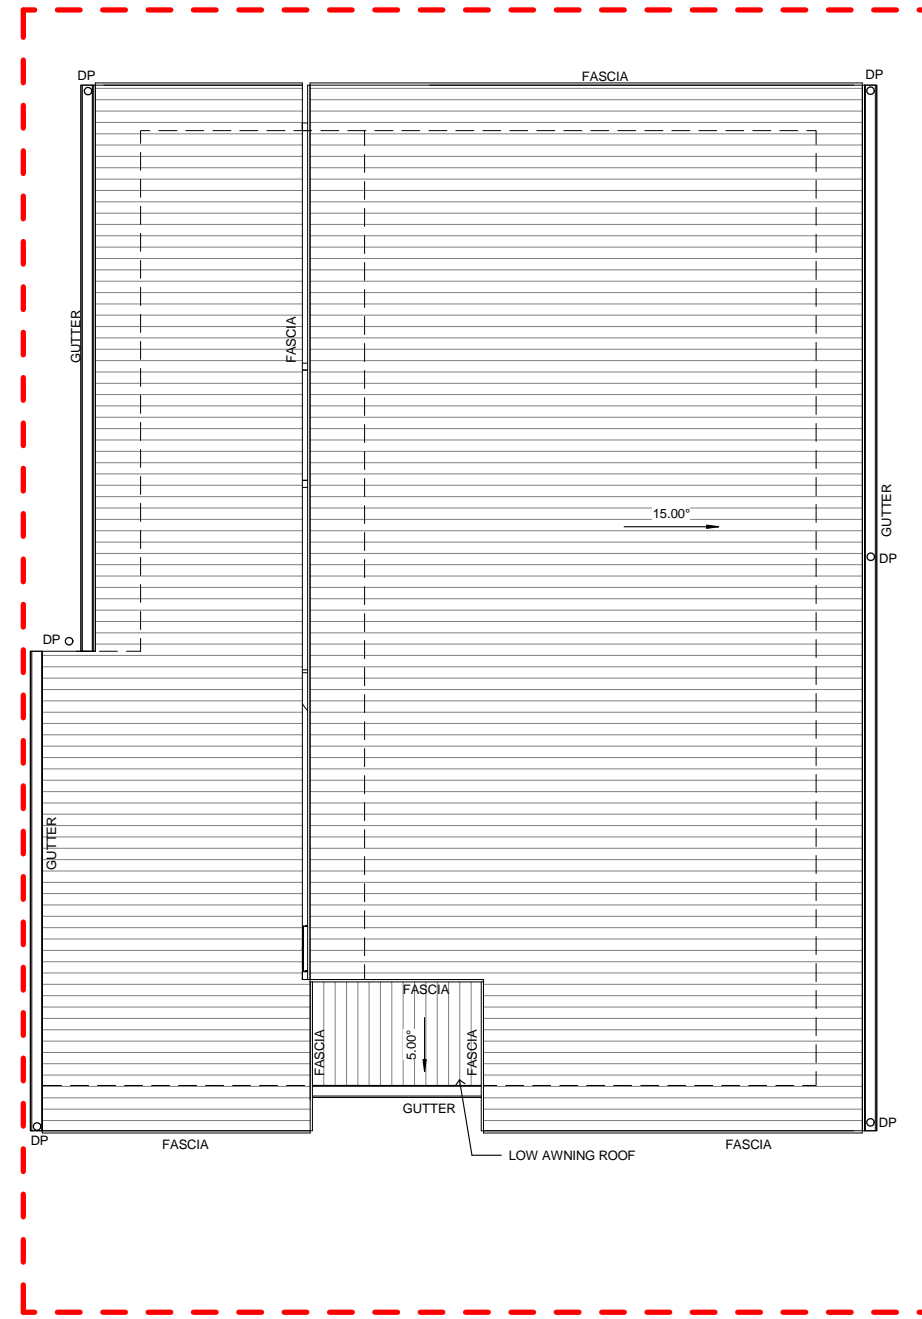 DP
FASCIA
DP
GUTTER
FASCIA
GUTTER
15.00°
DP
DP
GUTTER
FASCIA
FASCIA
5.00°
FASCIA
GUTTER
DP
DP
FASCIA
FASCIA
LOW AWNING ROOF